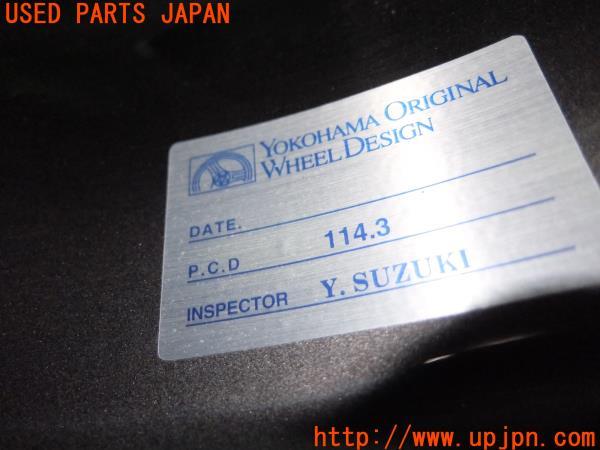 USED PARTS JAPAN
YOKOHAMA ORIGINAL
WHEEL DESIGN
DATE.
P.C.D 114.3
INSPECTOR Y. SUZUKI
http://www.upjpn.com/